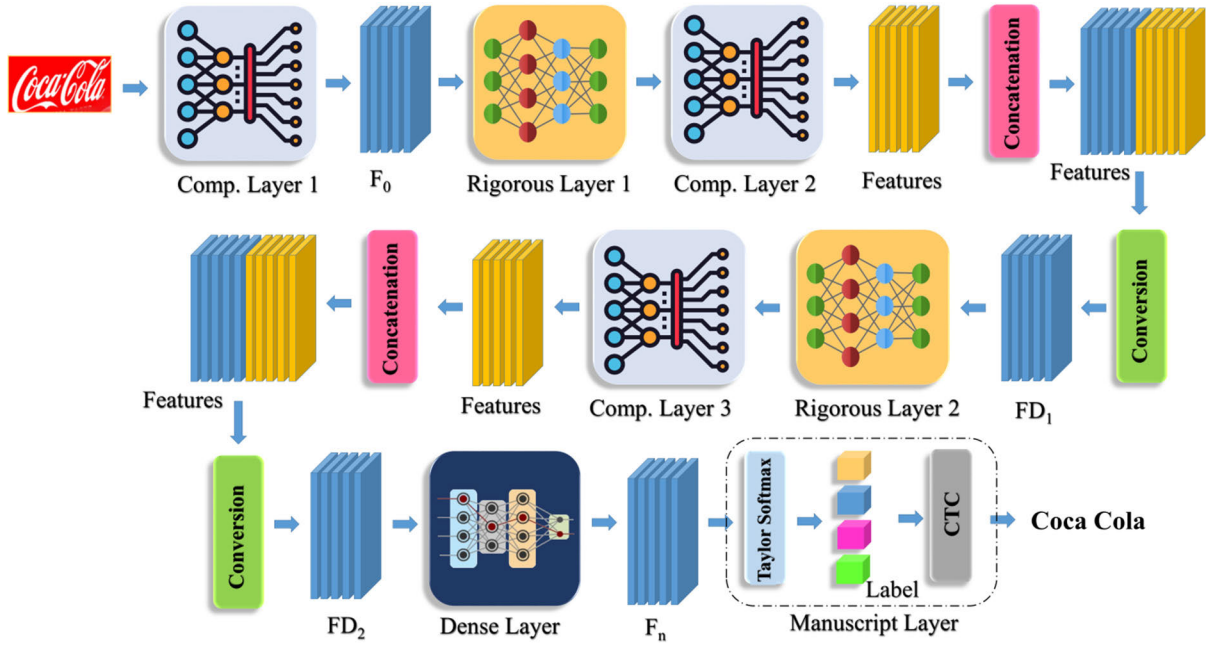 Coca-Cola
Comp. Layer 1
F0
Rigorous Layer 1
Comp. Layer 2
Features
Concatenation
Features
Conversion
FD1
Rigorous Layer 2
Comp. Layer 3
Features
Concatenation
Features
Conversion
FD2
Dense Layer
Fn
Taylor Softmax
Label
CTC
Manuscript Layer
Coca Cola